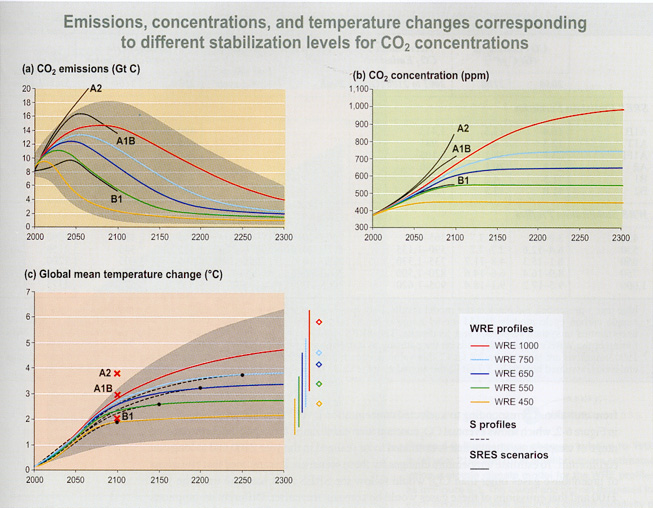 Emissions, concentrations, and temperature changes corresponding
to different stabilization levels for CO₂ concentrations
(a) CO₂ emissions (Gt C)
20
18
16
14
12
10
8
6
4
2
0
A2
A1B
B1
2000 2050 2100 2150 2200 2250 2300
(b) CO₂ concentration (ppm)
1,100
1,000
900
800
700
600
500
400
300
A2
A1B
B1
2000 2050 2100 2150 2200 2250 2300
(c) Global mean temperature change (°C)
7
6
5
4
3
2
1
0
A2
A1B
B1
2000 2050 2100 2150 2200 2250 2300
WRE profiles
WRE 1000
WRE 750
WRE 650
WRE 550
WRE 450
S profiles
SRES scenarios